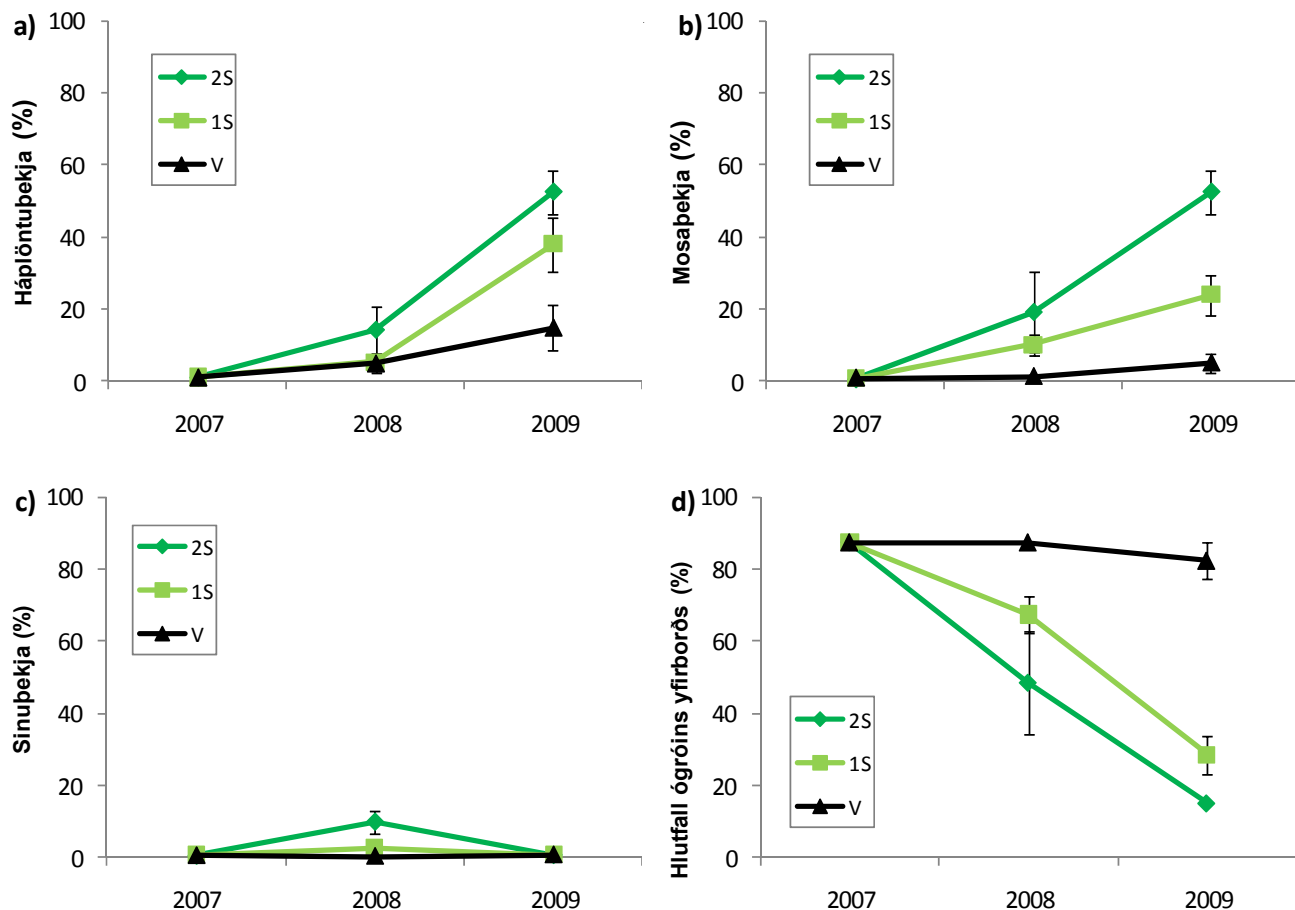 a)
Háplöntuþekja (%)
100
80
60
40
20
0
2S
1S
V
2007 2008 2009
b)
Mosaþekja (%)
100
80
60
40
20
0
2S
1S
V
2007 2008 2009
c)
Sinuþekja (%)
100
80
60
40
20
0
2S
1S
V
2007 2008 2009
d)
Hlutfall ógróins yfirborðs (%)
100
80
60
40
20
0
2S
1S
V
2007 2008 2009